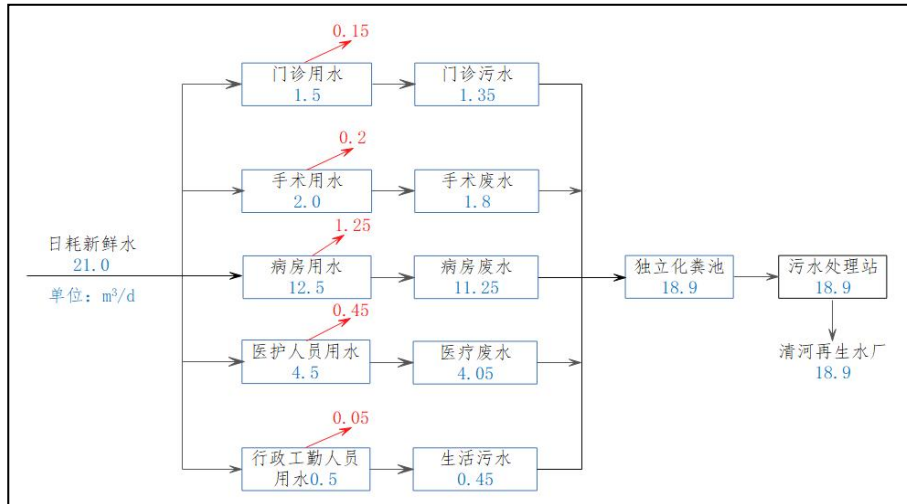 0.15
门诊用水
1.5
门诊污水
1.35
0.2
手术用水
2.0
手术废水
1.8
日耗新鲜水
21.0
单位：m³/d
1.25
病房用水
12.5
病房废水
11.25
独立化粪池
18.9
污水处理站
18.9
清河再生水厂
18.9
0.45
医护人员用水
4.5
医疗废水
4.05
0.05
行政工勤人员
用水0.5
生活污水
0.45